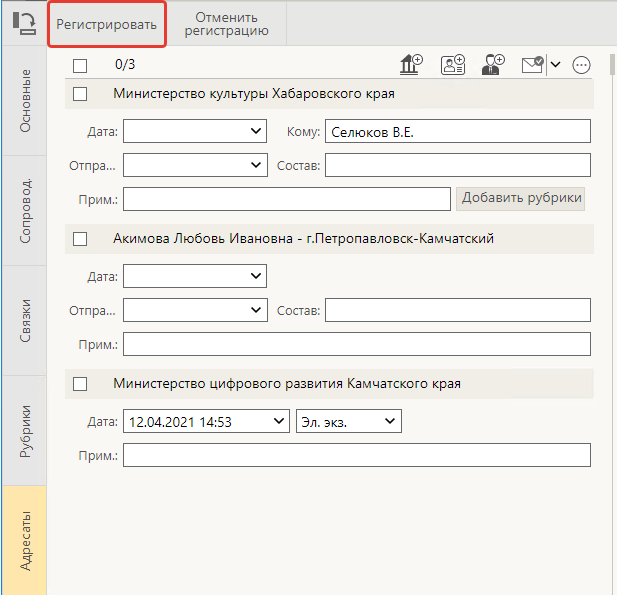 Регистрировать
Отменить
регистрацию
0/3
Основные
Сопровод.
Связки
Рубрики
Адресаты
Министерство культуры Хабаровского края
Дата: Кому: Селюков В.Е.
Отпра... Состав:
Прим.: Добавить рубрики
Акимова Любовь Ивановна - г.Петропавловск-Камчатский
Дата:
Отпра... Состав:
Прим.:
Министерство цифрового развития Камчатского края
Дата: 12.04.2021 14:53 Эл. экз.
Прим.: